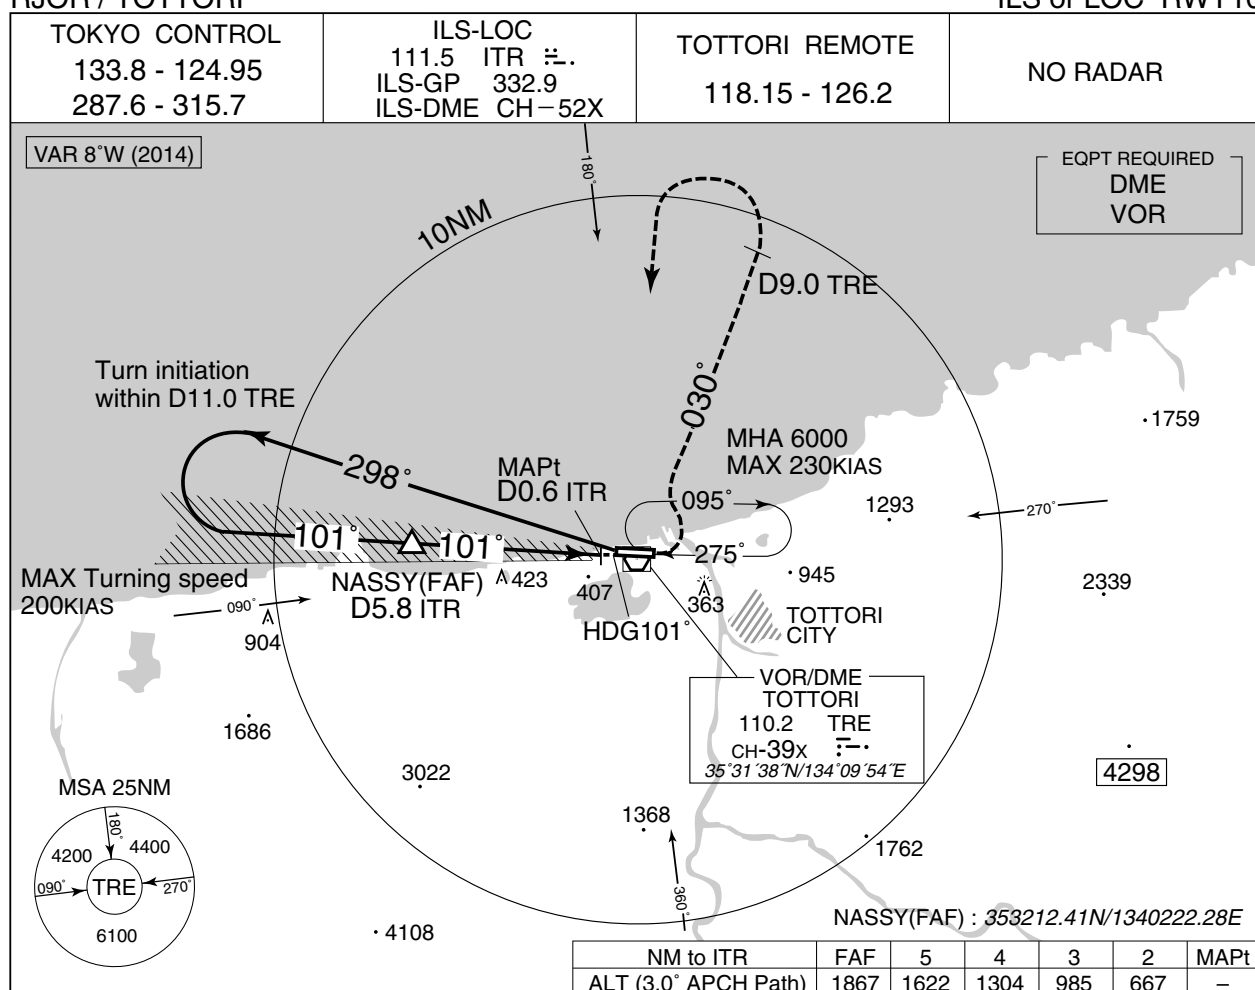 RJOR / TOTTORI
ILS or LOC RWY10
TOKYO CONTROL
133.8 - 124.95
287.6 - 315.7
ILS-LOC
111.5 ITR
ILS-GP 332.9
ILS-DME CH-52X
TOTTORI REMOTE
118.15 - 126.2
NO RADAR
VAR 8°W (2014)
180°
EQPT REQUIRED
DME
VOR
10NM
D9.0 TRE
Turn initiation
within D11.0 TRE
030°
1759
298°
MAPt
D0.6 ITR
MHA 6000
MAX 230KIAS
095°
1293
270°
101°
101°
275°
MAX Turning speed
200KIAS
NASSY(FAF)
D5.8 ITR
423
407
945
2339
090°
363
904
HDG101°
TOTTORI
CITY
VOR/DME
TOTTORI
110.2 TRE
CH-39X
35°31′38″N/134°09′54″E
1686
3022
4298
MSA 25NM
180°
4200
4400
090°
TRE
270°
6100
1368
1762
360°
4108
NASSY(FAF) : 353212.41N/1340222.28E
NM to ITR FAF 5 4 3 2 MAPt
ALT (3.0° APCH Path) 1867 1622 1304 985 667 –